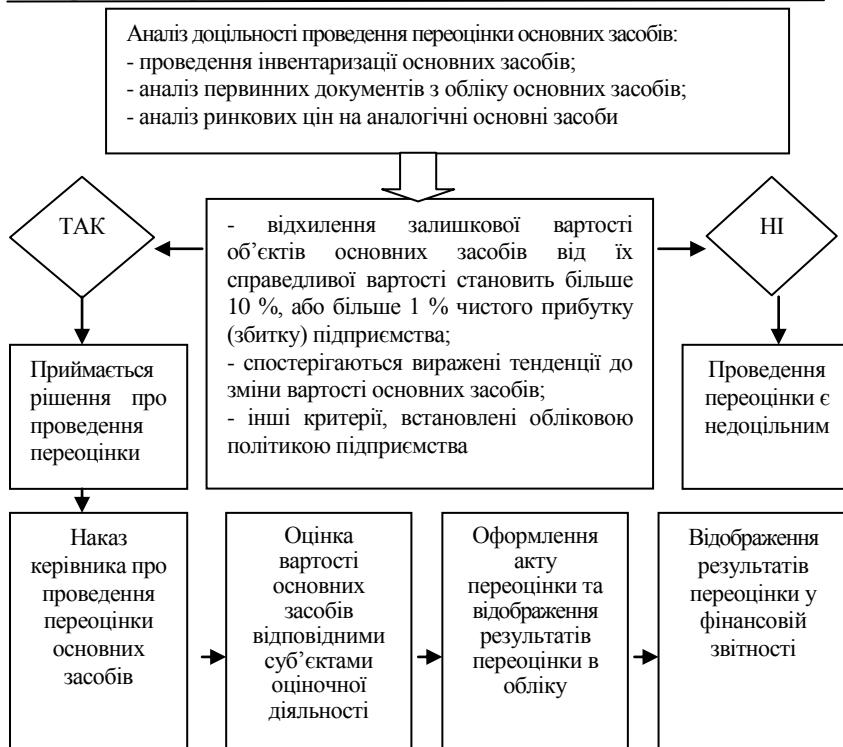 Аналіз доцільності проведення переоцінки основних засобів:
- проведення інвентаризації основних засобів;
- аналіз первинних документів з обліку основних засобів;
- аналіз ринкових цін на аналогічні основні засоби
ТАК
- відхилення залишкової вартості
об’єктів основних засобів від їх
справедливої вартості становить більше
10 %, або більше 1 % чистого прибутку
(збитку) підприємства;
- спостерігаються виражені тенденції до
зміни вартості основних засобів;
- інші критерії, встановлені обліковою
політикою підприємства
НІ
Приймається
рішення про
проведення
переоцінки
Проведення
переоцінки є
недоцільним
Наказ
керівника про
проведення
переоцінки
основних
засобів
Оцінка
вартості
основних
засобів
відповідними
суб’єктами
оціночної
діяльності
Оформлення
акту
переоцінки та
відображення
результатів
переоцінки в
обліку
Відображення
результатів
переоцінки у
фінансовій
звітності